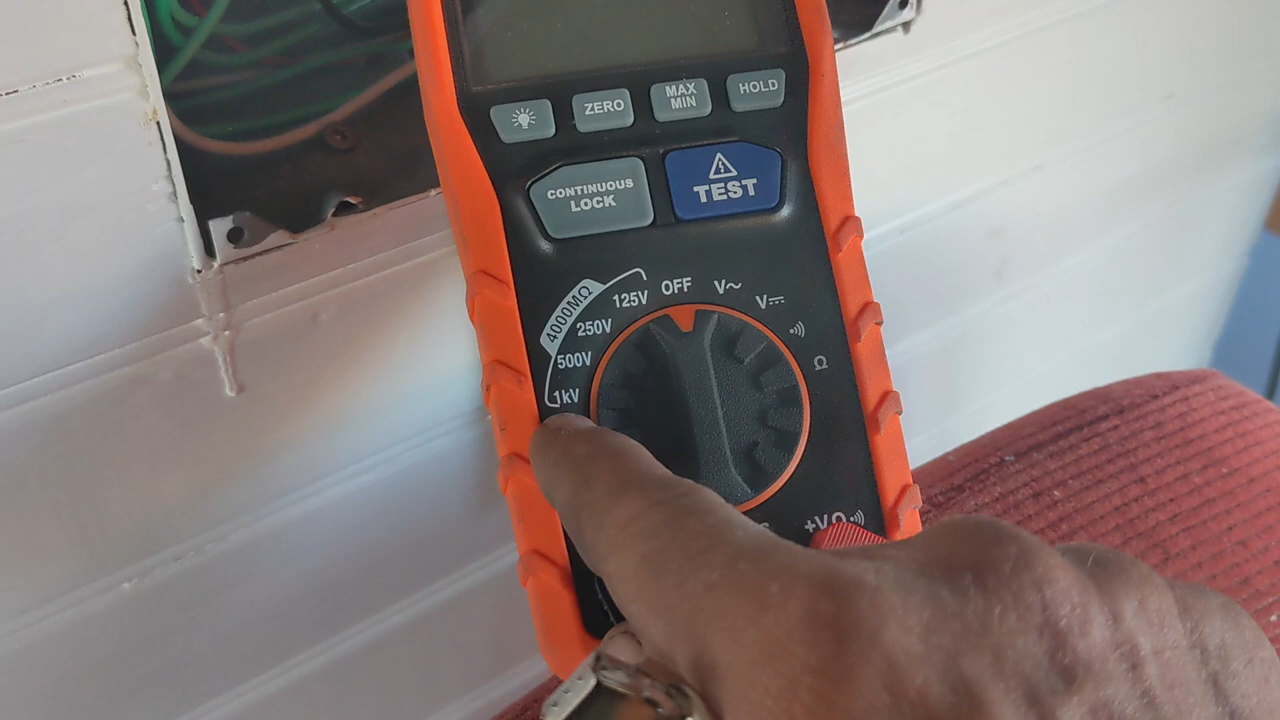 ZERO
MAX
MIN
HOLD
CONTINUOUS
LOCK
TEST
4000MΩ
125V
250V
500V
1kV
OFF
V~
V⎓
Ω
+VΩ